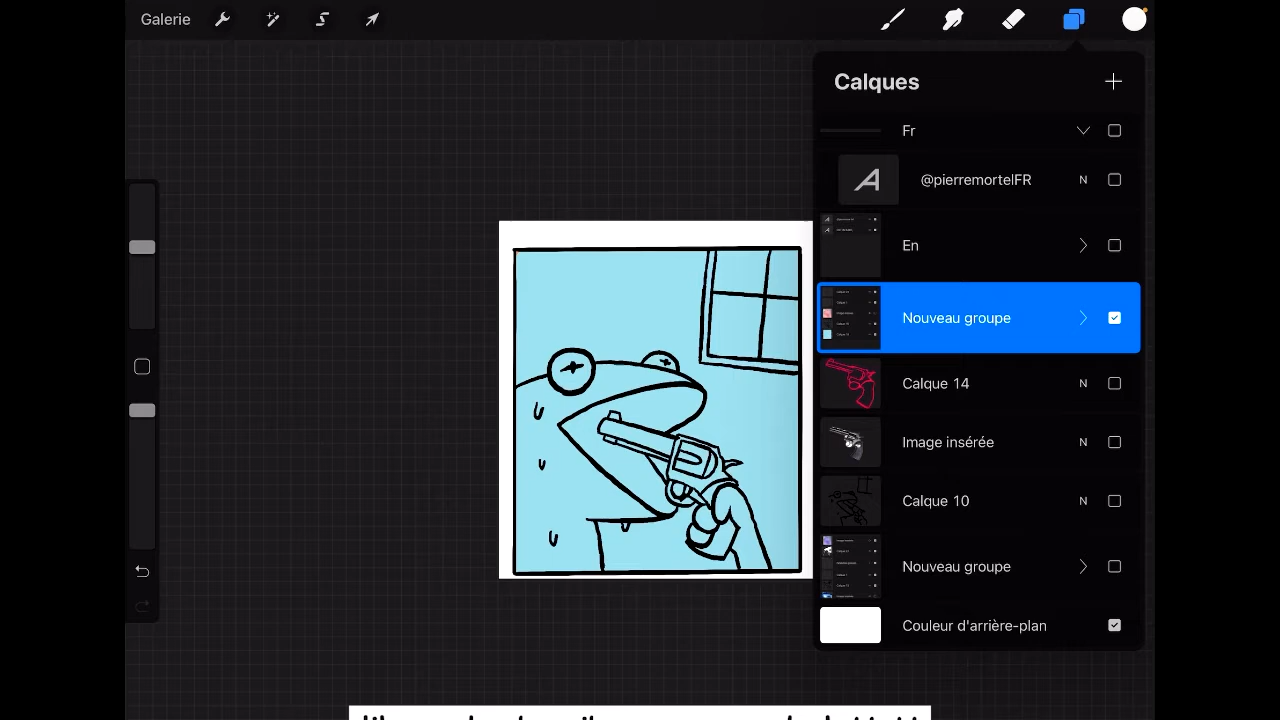 Galerie
Calques
Fr
@pierremortelFR
N
En
Nouveau groupe
Calque 14
N
Image insérée
N
Calque 10
N
Nouveau groupe
Couleur d'arrière-plan